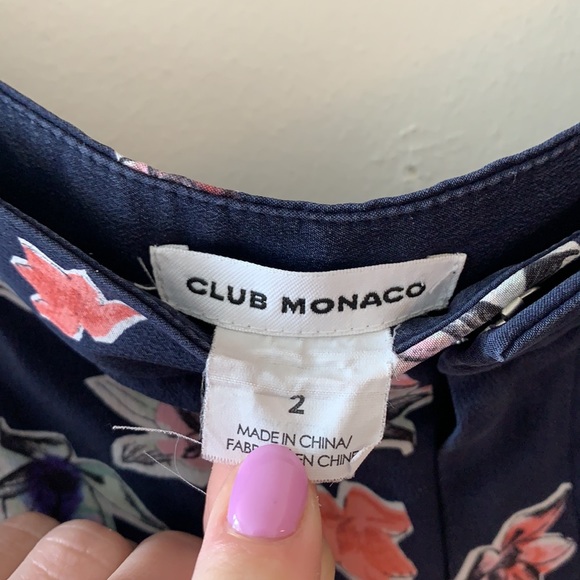 CLUB MONACO
2
MADE IN CHINA/
EN CHINE